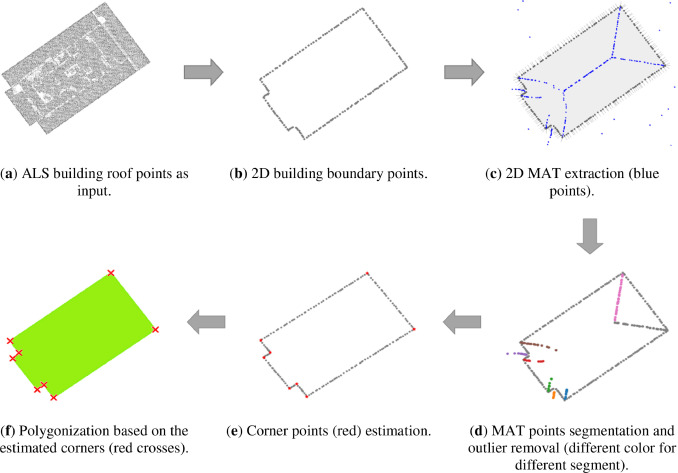 (a) ALS building roof points as
input.
(b) 2D building boundary points.
(c) 2D MAT extraction (blue
points).
(f) Polygonization based on the
estimated corners (red crosses).
(e) Corner points (red) estimation.
(d) MAT points segmentation and
outlier removal (different color for
different segment).